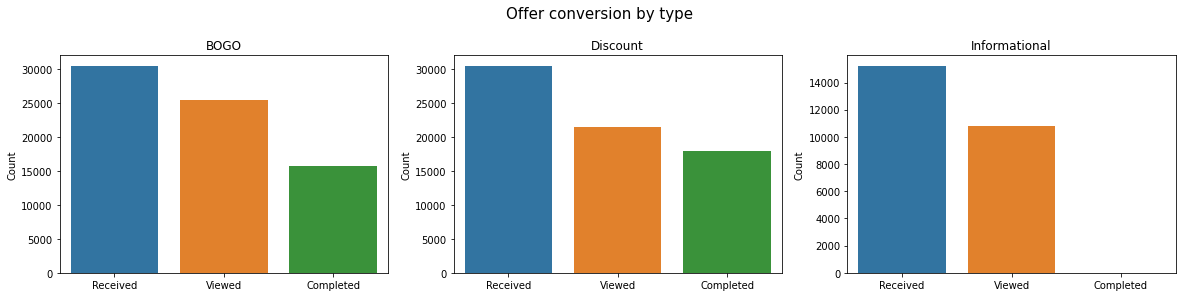 Offer conversion by type
BOGO
Count
30000
25000
20000
15000
10000
5000
0
Received Viewed Completed
Discount
Count
30000
25000
20000
15000
10000
5000
0
Received Viewed Completed
Informational
Count
14000
12000
10000
8000
6000
4000
2000
0
Received Viewed Completed